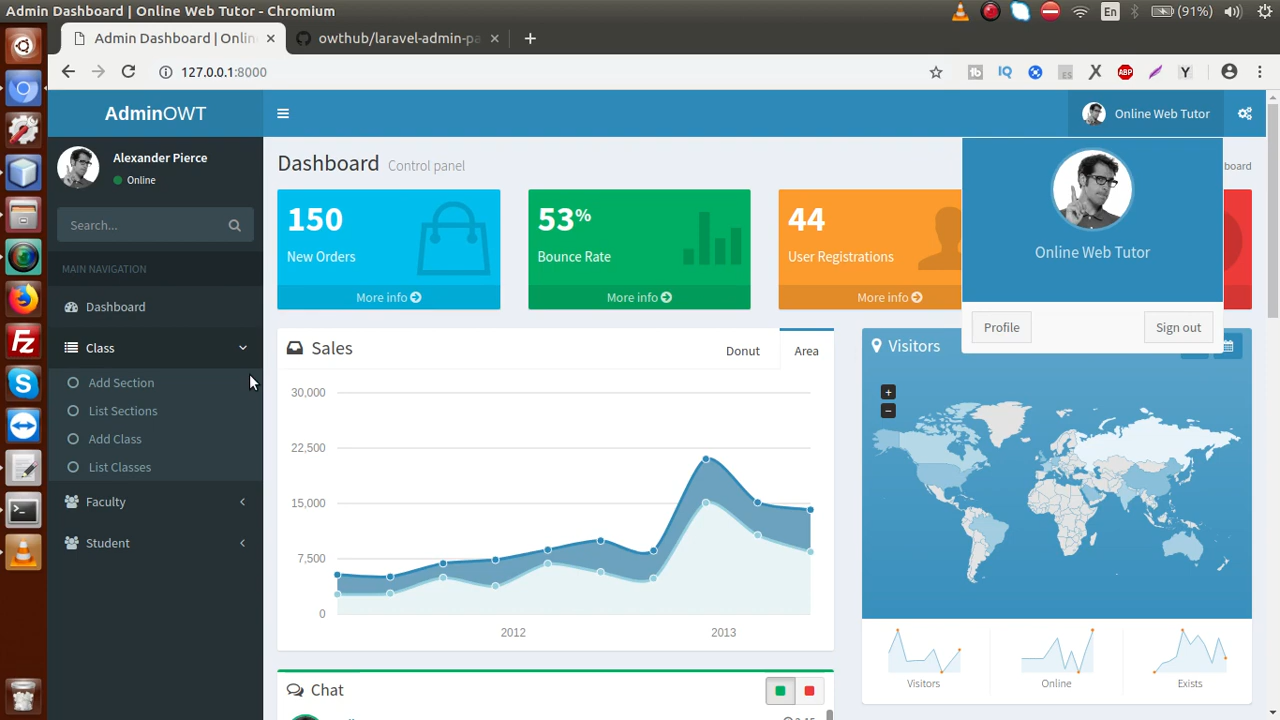 Admin Dashboard | Online Web Tutor - Chromium
En
(91%)
Admin Dashboard | Onlin
owthub/laravel-admin-pa
127.0.0.1:8000
IQ
ES
X
ABP
Y
AdminOWT
Online Web Tutor
Alexander Pierce
Online
Search...
MAIN NAVIGATION
Dashboard
Class
Add Section
List Sections
Add Class
List Classes
Faculty
Student
Dashboard Control panel
board
150
New Orders
More info
53%
Bounce Rate
More info
44
User Registrations
More info
Online Web Tutor
Profile
Sign out
Sales
Donut
Area
30,000
22,500
15,000
7,500
0
2012
2013
Visitors
+
−
Visitors
Online
Exists
Chat